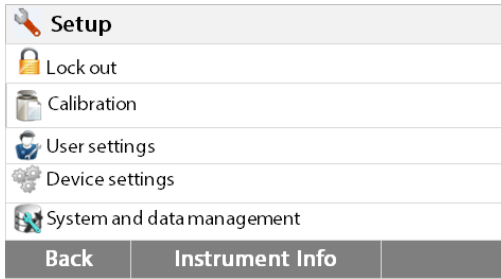 Setup
Lock out
Calibration
User settings
Device settings
System and data management
Back Instrument Info